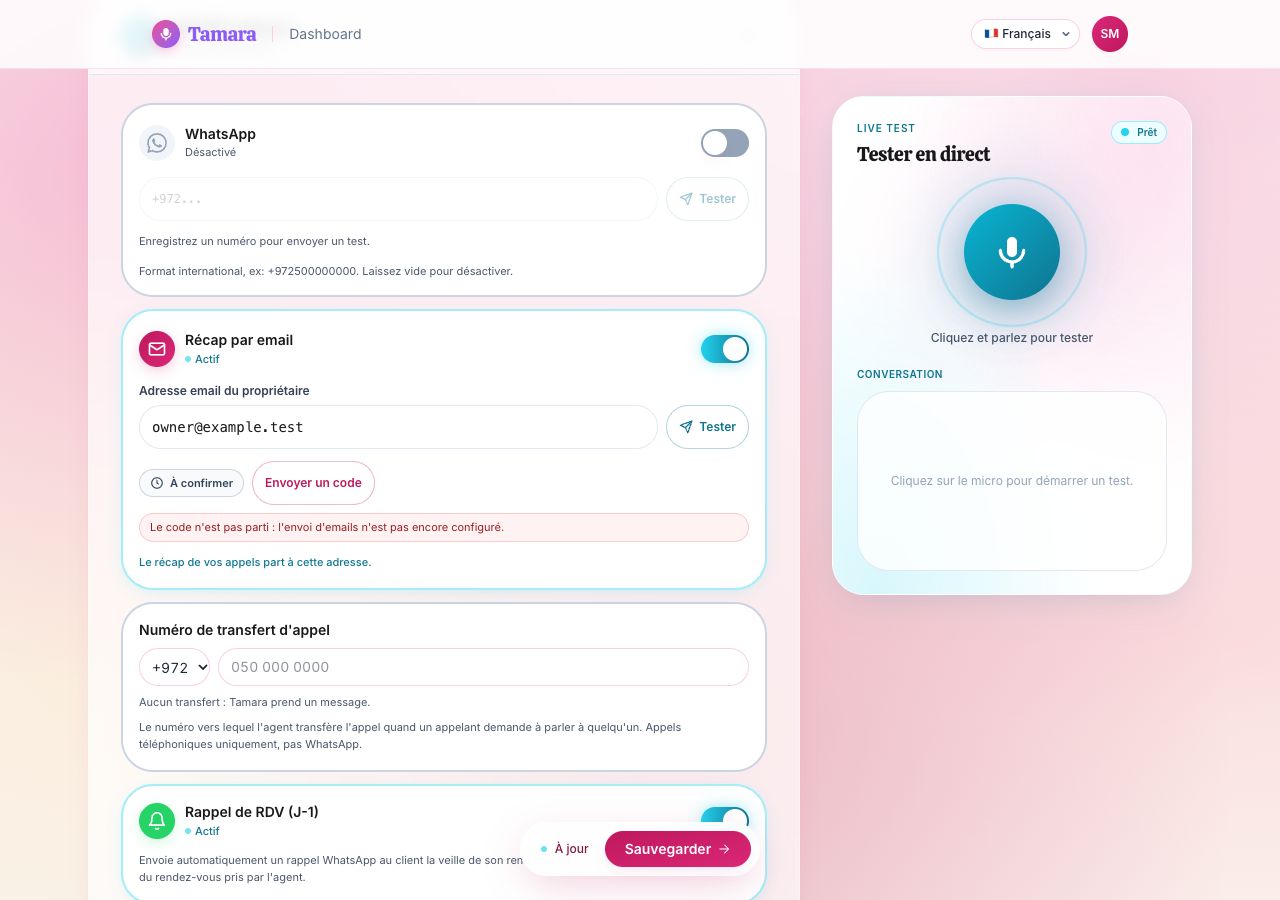 Tamara
Dashboard
Français
SM
WhatsApp
Désactivé
+972...
Tester
Enregistrez un numéro pour envoyer un test.
Format international, ex: +972500000000. Laissez vide pour désactiver.
Récap par email
Actif
Adresse email du propriétaire
owner@example.test
Tester
À confirmer
Envoyer un code
Le code n'est pas parti : l'envoi d'emails n'est pas encore configuré.
Le récap de vos appels part à cette adresse.
Numéro de transfert d'appel
+972
050 000 0000
Aucun transfert : Tamara prend un message.
Le numéro vers lequel l'agent transfère l'appel quand un appelant demande à parler à quelqu'un. Appels
téléphoniques uniquement, pas WhatsApp.
Rappel de RDV (J-1)
Actif
Envoie automatiquement un rappel WhatsApp au client la veille de son
du rendez-vous pris par l'agent.
À jour
Sauvegarder
LIVE TEST
Prêt
Tester en direct
Cliquez et parlez pour tester
CONVERSATION
Cliquez sur le micro pour démarrer un test.